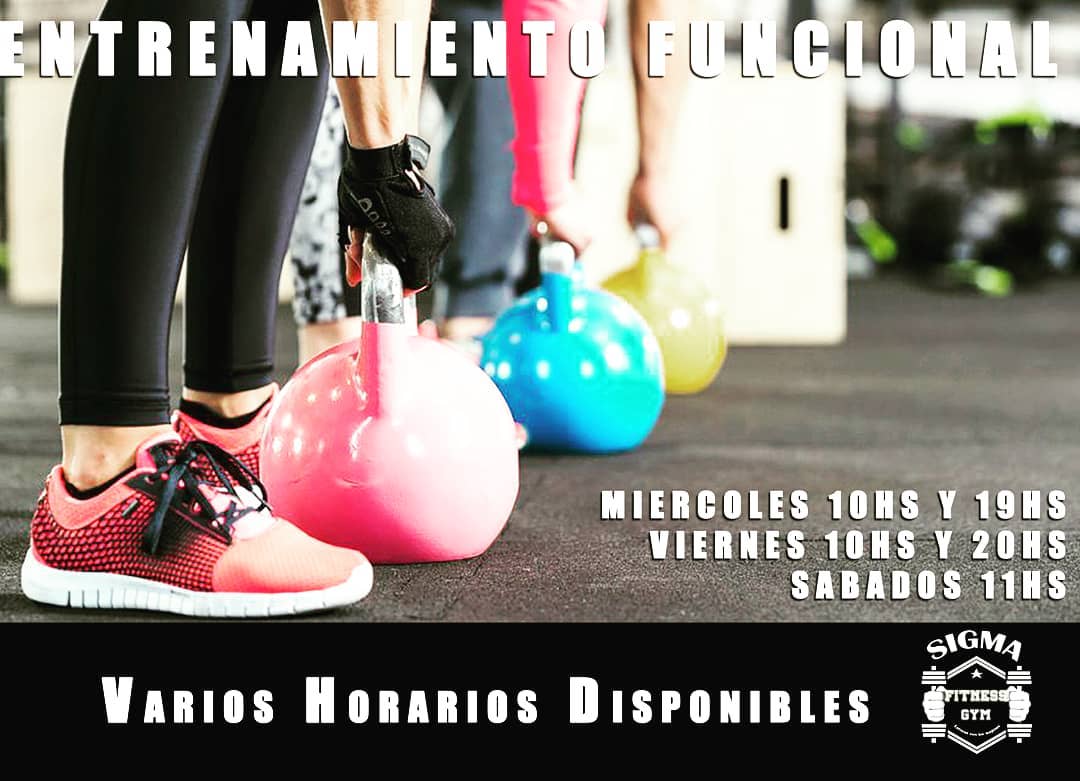 ENTRENAMIENTO FUNCIONAL
MIERCOLES 10HS Y 19HS
VIERNES 10HS Y 20HS
SABADOS 11HS
VARIOS HORARIOS DISPONIBLES
SIGMA
FITNESS
GYM